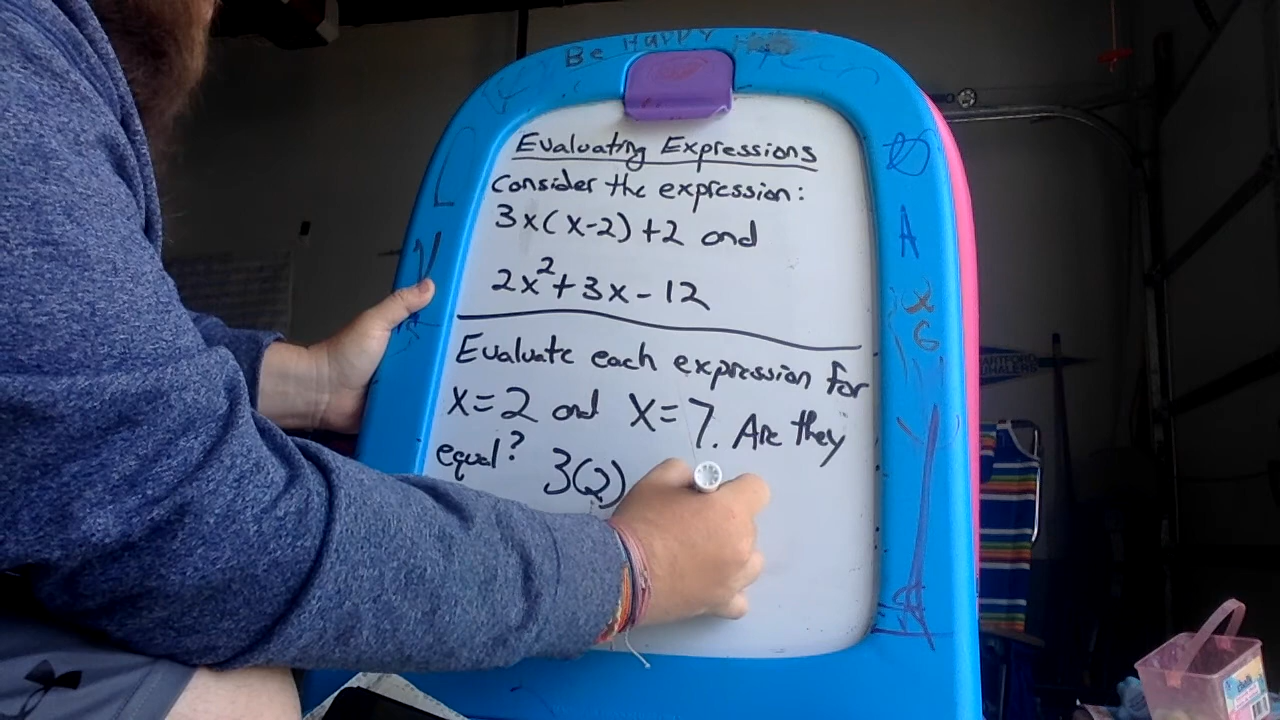 Be Happy
Evaluating Expressions
Consider the expression:
3x(x-2)+2 and
2x²+3x-12
Evaluate each expression for
x=2 and x=7. Are they
equal? 3(2)
A
x
6